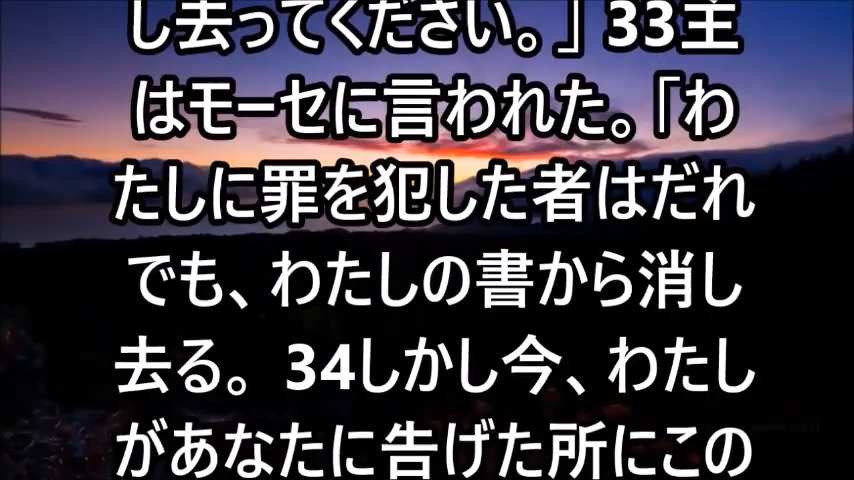 し去ってください。」 33主
はモーセに言われた。「わ
たしに罪を犯した者はだれ
でも、わたしの書から消し
去る。 34しかし今、わたし
があなたに告げた所にこの